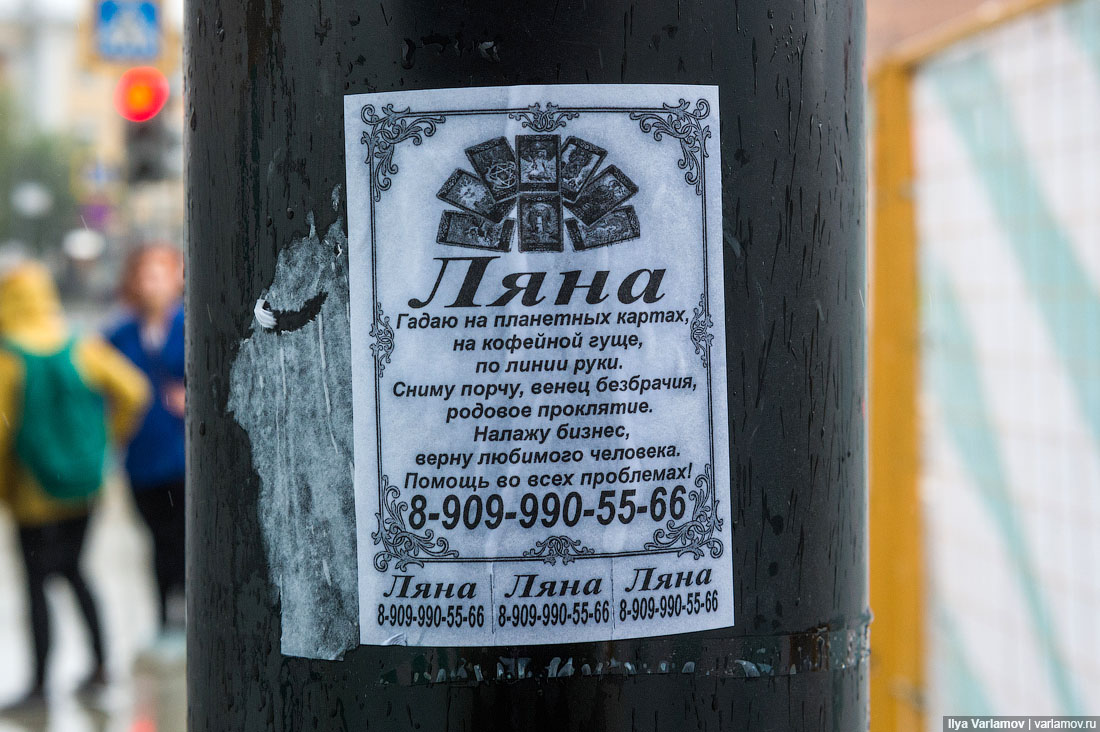 Ляна
Гадаю на планетных картах,
на кофейной гуще,
по линии руки.
Сниму порчу, венец безбрачия,
родовое проклятие.
Налажу бизнес,
верну любимого человека.
Помощь во всех проблемах!
8-909-990-55-66
Ляна
8-909-990-55-66
Ляна
8-909-990-55-66
Ляна
8-909-990-55-66
Ilya Varlamov | varlamov.ru